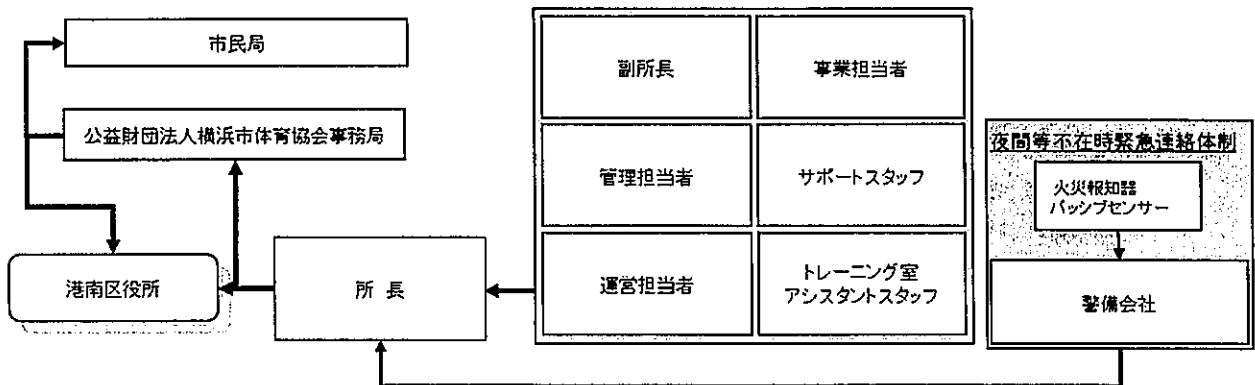 市民局
公益財団法人横浜市体育協会事務局
港南区役所
所 長
副所長
事業担当者
管理担当者
サポートスタッフ
運営担当者
トレーニング室
アシスタントスタッフ
夜間等不在時緊急連絡体制
火災報知器
パッシブセンサー
警備会社